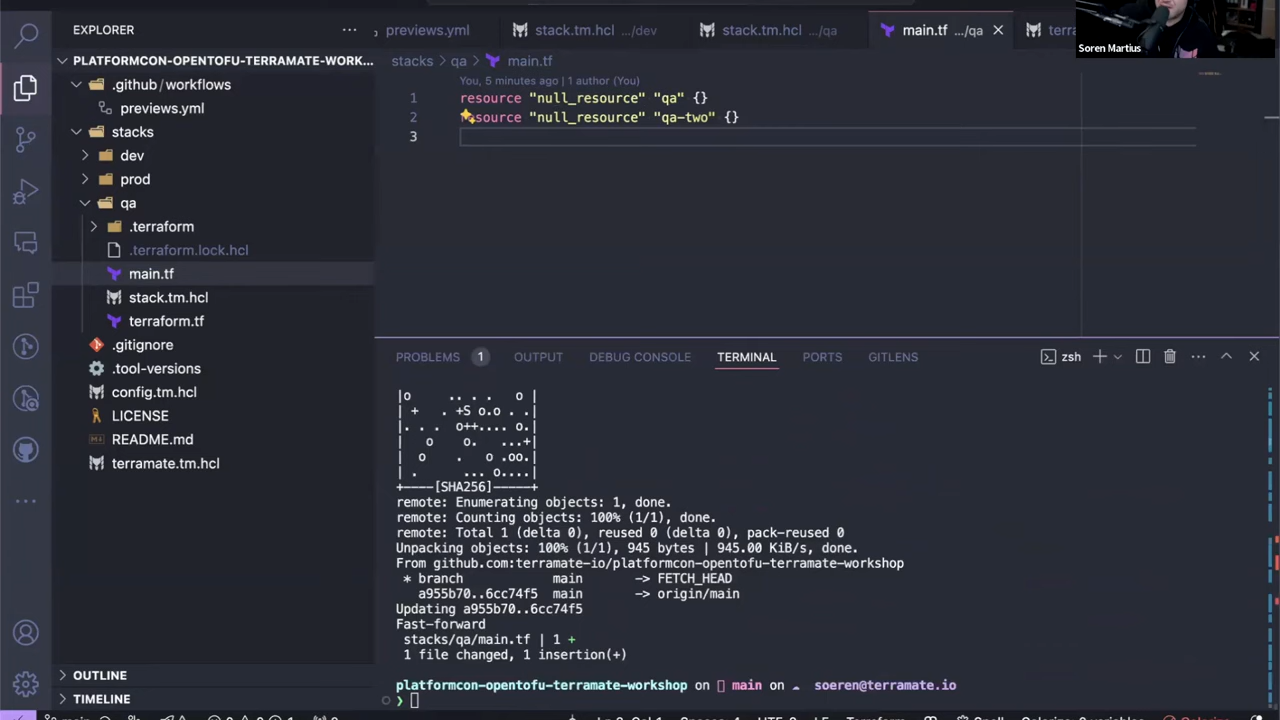 EXPLORER
previews.yml
stack.tm.hcl .../dev
stack.tm.hcl .../qa
main.tf .../qa
terra
Soren Martius
PLATFORMCON-OPENTOFU-TERRAMATE-WORK...
.github/workflows
previews.yml
stacks
dev
prod
qa
.terraform
.terraform.lock.hcl
main.tf
stack.tm.hcl
terraform.tf
.gitignore
.tool-versions
config.tm.hcl
LICENSE
README.md
terramate.tm.hcl
OUTLINE
TIMELINE
stacks > qa > main.tf
You, 5 minutes ago | 1 author (You)
1 resource "null_resource" "qa" {}
2 resource "null_resource" "qa-two" {}
3
PROBLEMS 1 OUTPUT DEBUG CONSOLE TERMINAL PORTS GITLENS
zsh
|o      .. . .   o |
| +   . +S o.o . .|
|. . .  o++.... o.|
|   o    o.  ...+|
|  o    .   o .oo.|
| .      ... o....|
+----[SHA256]-----+
remote: Enumerating objects: 1, done.
remote: Counting objects: 100% (1/1), done.
remote: Total 1 (delta 0), reused 0 (delta 0), pack-reused 0
Unpacking objects: 100% (1/1), 945 bytes | 945.00 KiB/s, done.
From github.com:terramate-io/platformcon-opentofu-terramate-workshop
* branch main -> FETCH_HEAD
a955b70..6cc74f5 main -> origin/main
Updating a955b70..6cc74f5
Fast-forward
stacks/qa/main.tf | 1 +
1 file changed, 1 insertion(+)
platformcon-opentofu-terramate-workshop on main on soeren@terramate.io
❯